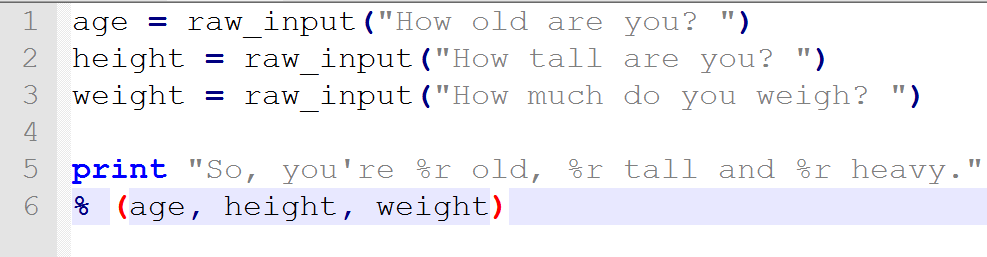 1 age = raw_input("How old are you? ")
2 height = raw_input("How tall are you? ")
3 weight = raw_input("How much do you weigh? ")
4
5 print "So, you're %r old, %r tall and %r heavy."
6 % (age, height, weight)